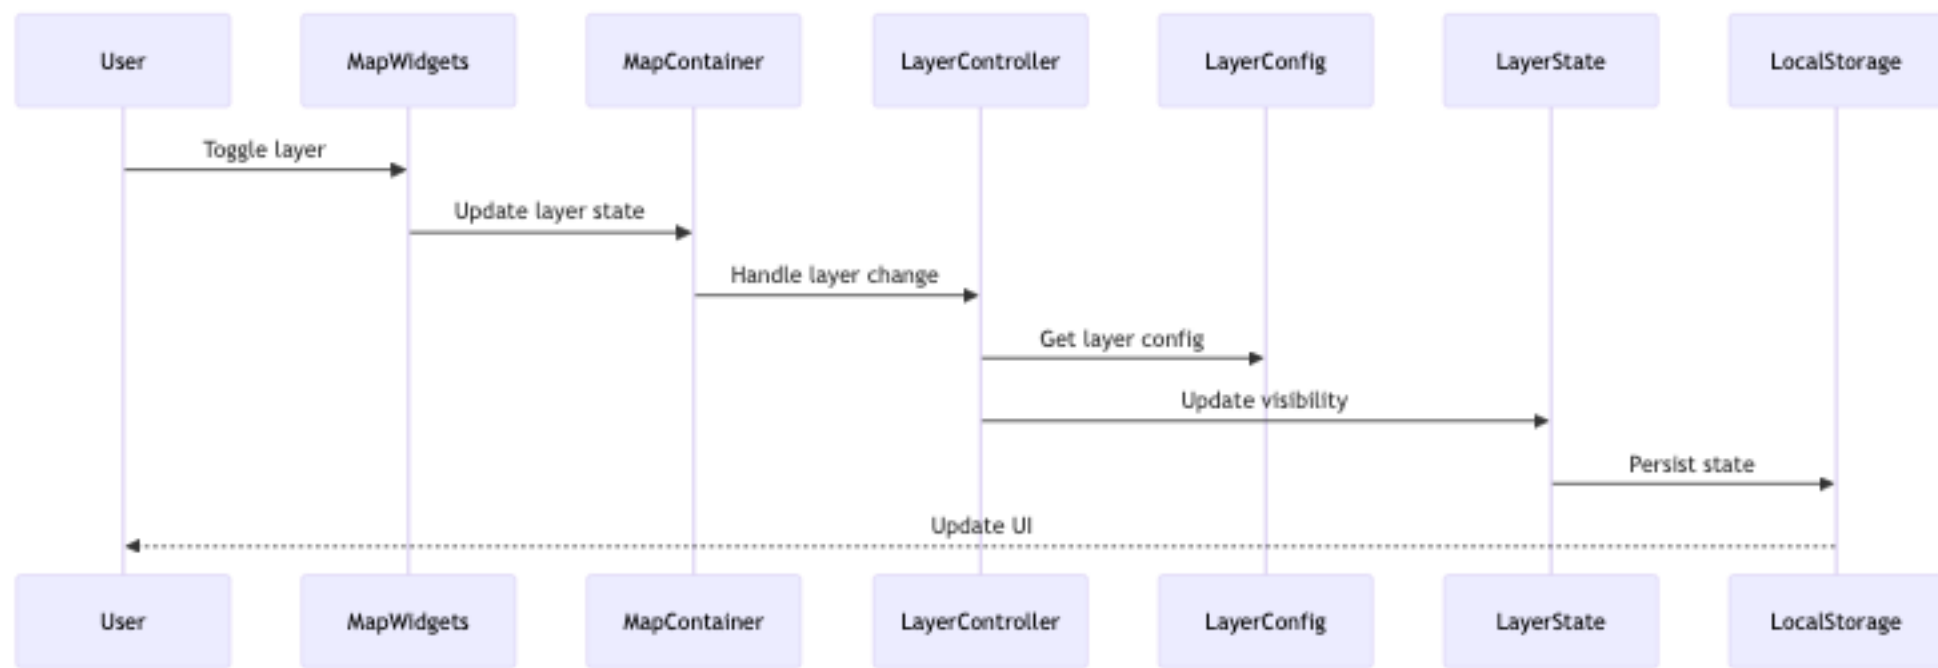 User MapWidgets MapContainer LayerController LayerConfig LayerState LocalStorage
Toggle layer
Update layer state
Handle layer change
Get layer config
Update visibility
Persist state
Update UI
User MapWidgets MapContainer LayerController LayerConfig LayerState LocalStorage